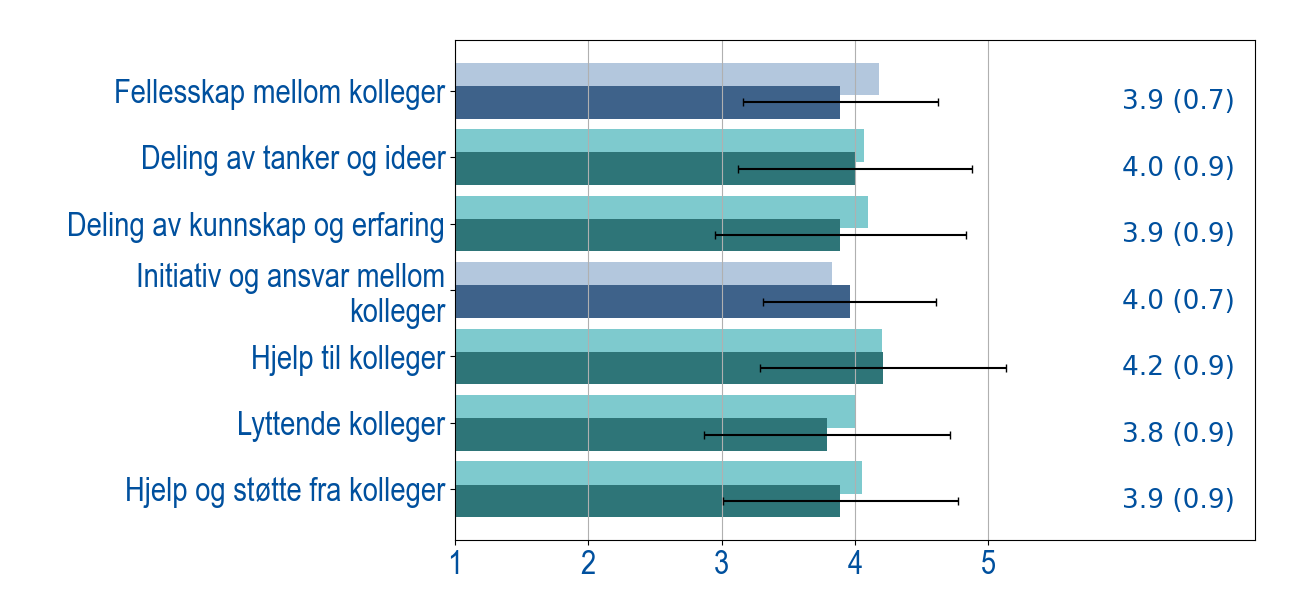 Fellesskap mellom kolleger 3.9 (0.7)
Deling av tanker og ideer 4.0 (0.9)
Deling av kunnskap og erfaring 3.9 (0.9)
Initiativ og ansvar mellom
kolleger 4.0 (0.7)
Hjelp til kolleger 4.2 (0.9)
Lyttende kolleger 3.8 (0.9)
Hjelp og støtte fra kolleger 3.9 (0.9)
1 2 3 4 5